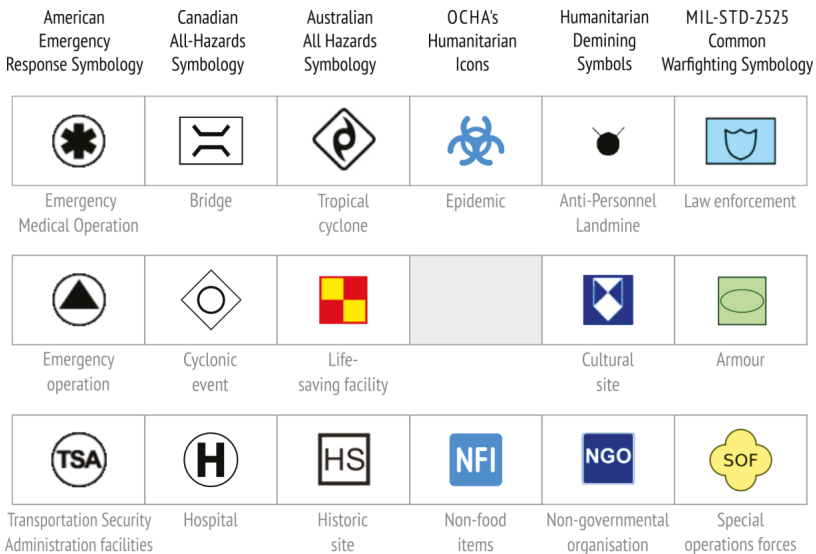 American
Emergency
Response Symbology
Canadian
All-Hazards
Symbology
Australian
All Hazards
Symbology
OCHA's
Humanitarian
Icons
Humanitarian
Demining
Symbols
MIL-STD-2525
Common
Warfighting Symbology
Emergency
Medical Operation
Bridge
Tropical
cyclone
Epidemic
Anti-Personnel
Landmine
Law enforcement
Emergency
operation
Cyclonic
event
Life-
saving facility
Cultural
site
Armour
TSA
H
HS
NFI
NGO
SOF
Transportation Security
Administration facilities
Hospital
Historic
site
Non-food
items
Non-governmental
organisation
Special
operations forces